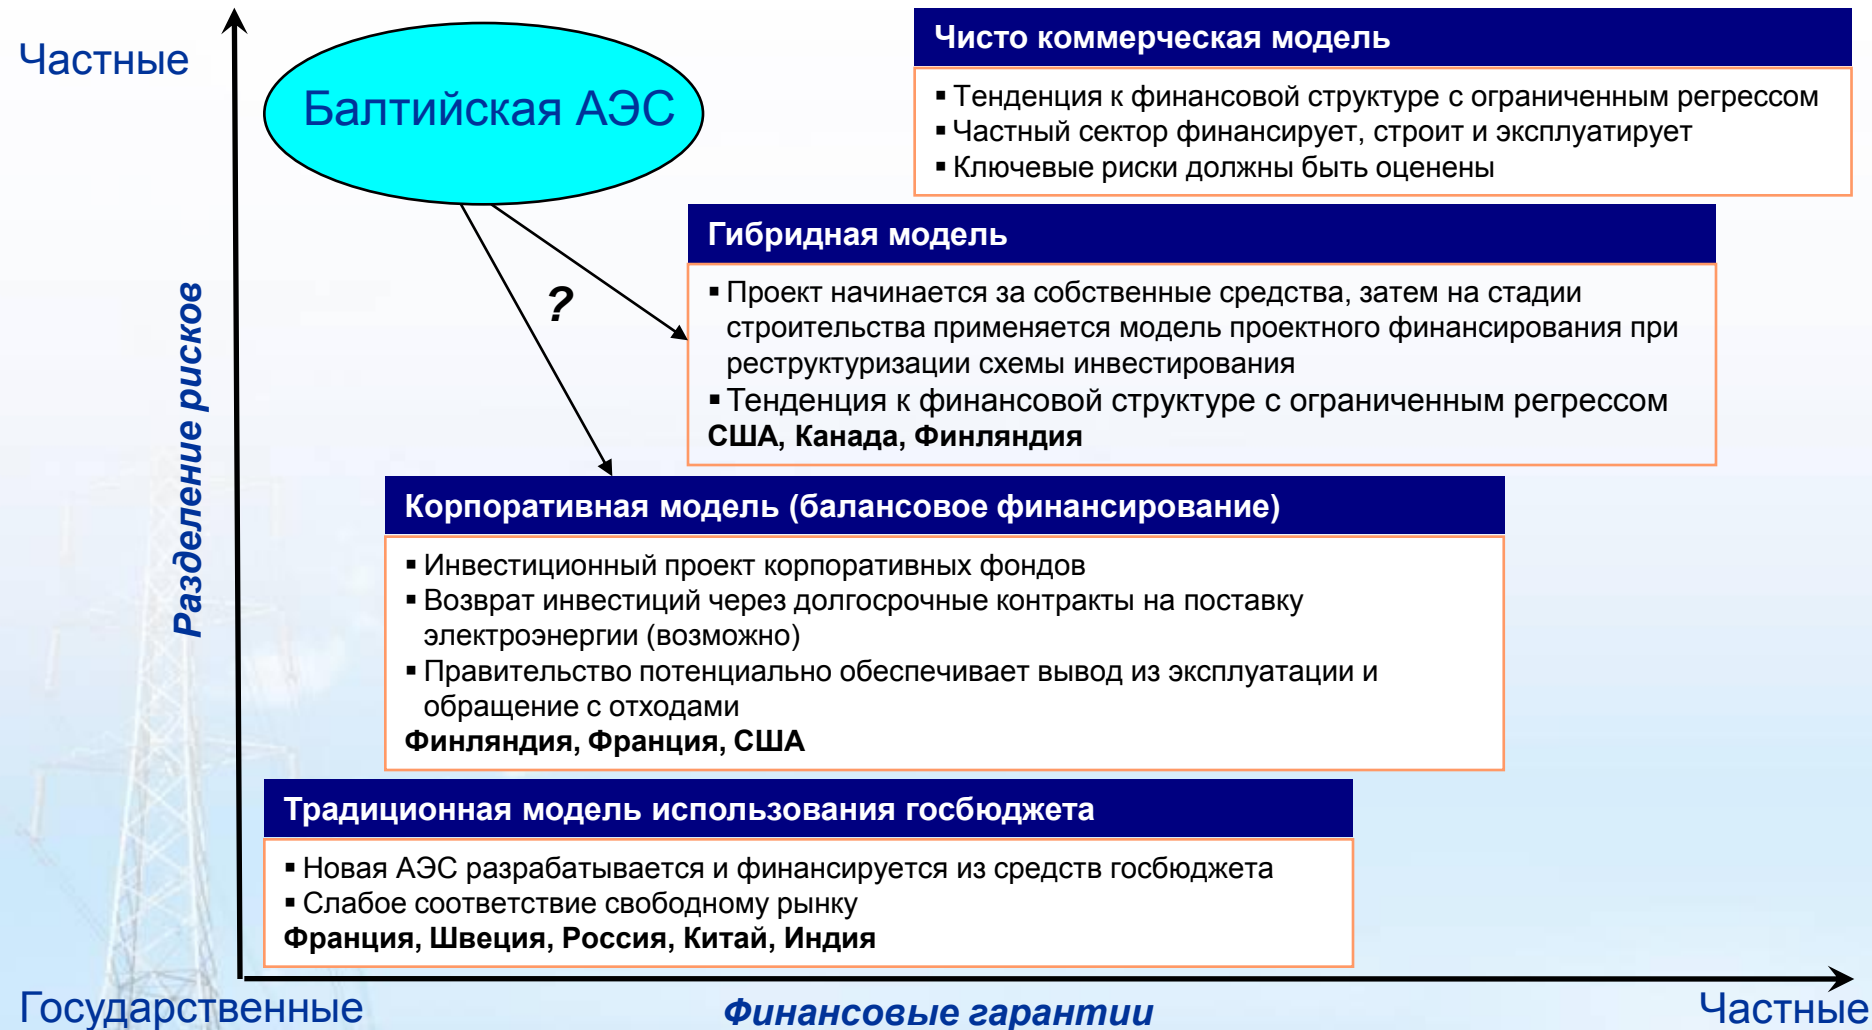 Частные
Балтийская АЭС
Чисто коммерческая модель
▪ Тенденция к финансовой структуре с ограниченным регрессом
▪ Частный сектор финансирует, строит и эксплуатирует
▪ Ключевые риски должны быть оценены
Гибридная модель
▪ Проект начинается за собственные средства, затем на стадии
строительства применяется модель проектного финансирования при
реструктуризации схемы инвестирования
▪ Тенденция к финансовой структуре с ограниченным регрессом
США, Канада, Финляндия
?
Разделение рисков
Корпоративная модель (балансовое финансирование)
▪ Инвестиционный проект корпоративных фондов
▪ Возврат инвестиций через долгосрочные контракты на поставку
электроэнергии (возможно)
▪ Правительство потенциально обеспечивает вывод из эксплуатации и
обращение с отходами
Финляндия, Франция, США
Традиционная модель использования госбюджета
▪ Новая АЭС разрабатывается и финансируется из средств госбюджета
▪ Слабое соответствие свободному рынку
Франция, Швеция, Россия, Китай, Индия
Государственные
Финансовые гарантии
Частные